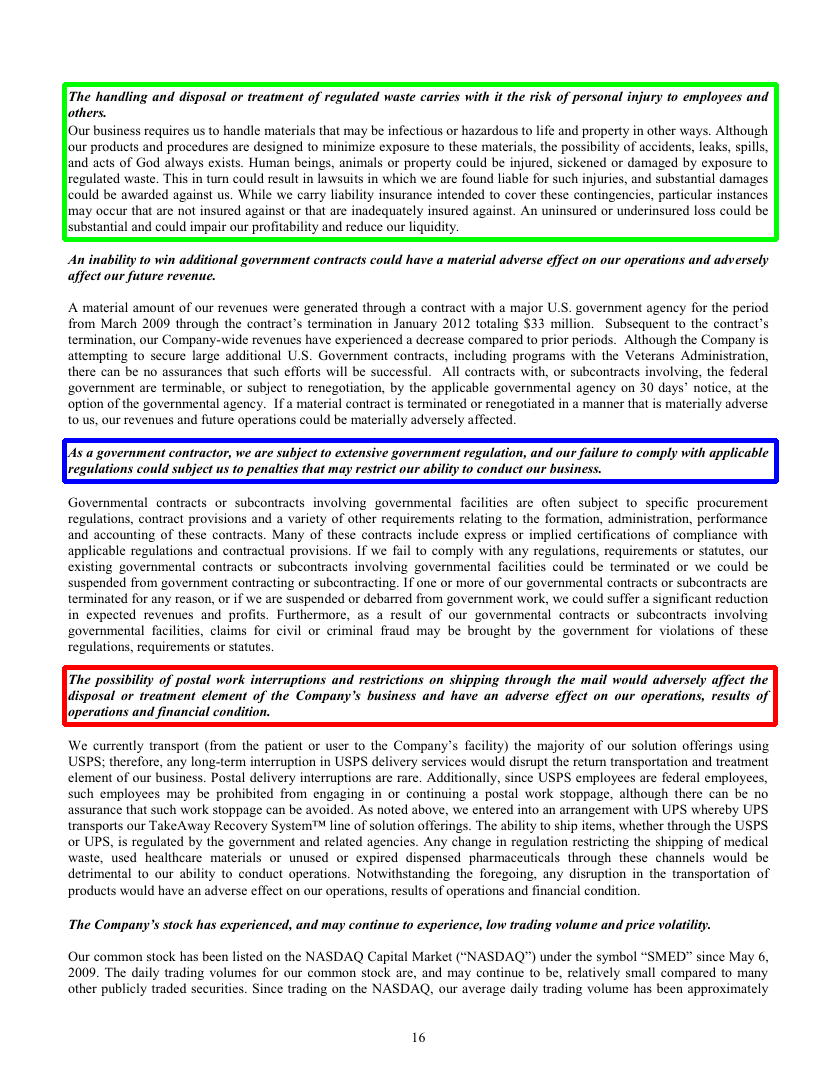 The handling and disposal or treatment of regulated waste carries with it the risk of personal injury to employees and
others.
Our business requires us to handle materials that may be infectious or hazardous to life and property in other ways. Although
our products and procedures are designed to minimize exposure to these materials, the possibility of accidents, leaks, spills,
and acts of God always exists. Human beings, animals or property could be injured, sickened or damaged by exposure to
regulated waste. This in turn could result in lawsuits in which we are found liable for such injuries, and substantial damages
could be awarded against us. While we carry liability insurance intended to cover these contingencies, particular instances
may occur that are not insured against or that are inadequately insured against. An uninsured or underinsured loss could be
substantial and could impair our profitability and reduce our liquidity.
An inability to win additional government contracts could have a material adverse effect on our operations and adversely
affect our future revenue.
A material amount of our revenues were generated through a contract with a major U.S. government agency for the period
from March 2009 through the contract's termination in January 2012 totaling $33 million.  Subsequent to the contract's
termination, our Company-wide revenues have experienced a decrease compared to prior periods.  Although the Company is
attempting to secure large additional U.S. Government contracts, including programs with the Veterans Administration,
there can be no assurances that such efforts will be successful.  All contracts with, or subcontracts involving, the federal
government are terminable, or subject to renegotiation, by the applicable governmental agency on 30 days' notice, at the
option of the governmental agency.  If a material contract is terminated or renegotiated in a manner that is materially adverse
to us, our revenues and future operations could be materially adversely affected.
As a government contractor, we are subject to extensive government regulation, and our failure to comply with applicable
regulations could subject us to penalties that may restrict our ability to conduct our business.
Governmental contracts or subcontracts involving governmental facilities are often subject to specific procurement
regulations, contract provisions and a variety of other requirements relating to the formation, administration, performance
and accounting of these contracts. Many of these contracts include express or implied certifications of compliance with
applicable regulations and contractual provisions. If we fail to comply with any regulations, requirements or statutes, our
existing governmental contracts or subcontracts involving governmental facilities could be terminated or we could be
suspended from government contracting or subcontracting. If one or more of our governmental contracts or subcontracts are
terminated for any reason, or if we are suspended or debarred from government work, we could suffer a significant reduction
in expected revenues and profits. Furthermore, as a result of our governmental contracts or subcontracts involving
governmental facilities, claims for civil or criminal fraud may be brought by the government for violations of these
regulations, requirements or statutes.
The possibility of postal work interruptions and restrictions on shipping through the mail would adversely affect the
disposal or treatment element of the Company's business and have an adverse effect on our operations, results of
operations and financial condition.
We currently transport (from the patient or user to the Company's facility) the majority of our solution offerings using
USPS; therefore, any long-term interruption in USPS delivery services would disrupt the return transportation and treatment
element of our business. Postal delivery interruptions are rare. Additionally, since USPS employees are federal employees,
such employees may be prohibited from engaging in or continuing a postal work stoppage, although there can be no
assurance that such work stoppage can be avoided. As noted above, we entered into an arrangement with UPS whereby UPS
transports our TakeAway Recovery System™ line of solution offerings. The ability to ship items, whether through the USPS
or UPS, is regulated by the government and related agencies. Any change in regulation restricting the shipping of medical
waste, used healthcare materials or unused or expired dispensed pharmaceuticals through these channels would be
detrimental to our ability to conduct operations. Notwithstanding the foregoing, any disruption in the transportation of
products would have an adverse effect on our operations, results of operations and financial condition.
The Company's stock has experienced, and may continue to experience, low trading volume and price volatility.
Our common stock has been listed on the NASDAQ Capital Market ("NASDAQ") under the symbol "SMED" since May 6,
2009. The daily trading volumes for our common stock are, and may continue to be, relatively small compared to many
other publicly traded securities. Since trading on the NASDAQ, our average daily trading volume has been approximately
16